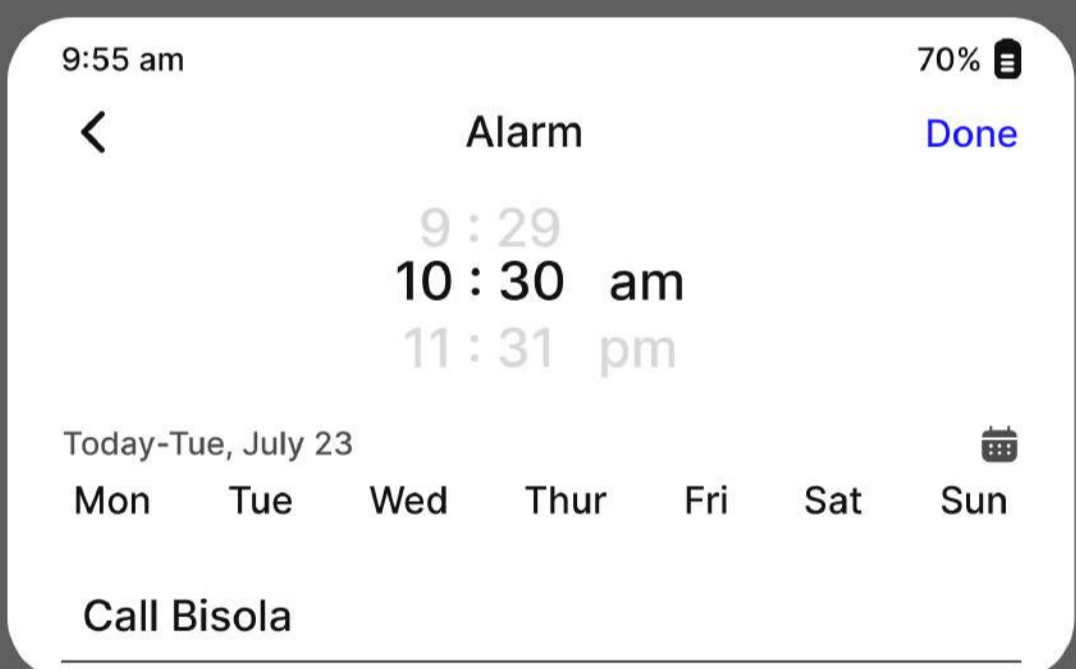 9:55 am 70%
Alarm Done
9 : 29
10 : 30 am
11 : 31 pm
Today-Tue, July 23
Mon Tue Wed Thur Fri Sat Sun
Call Bisola